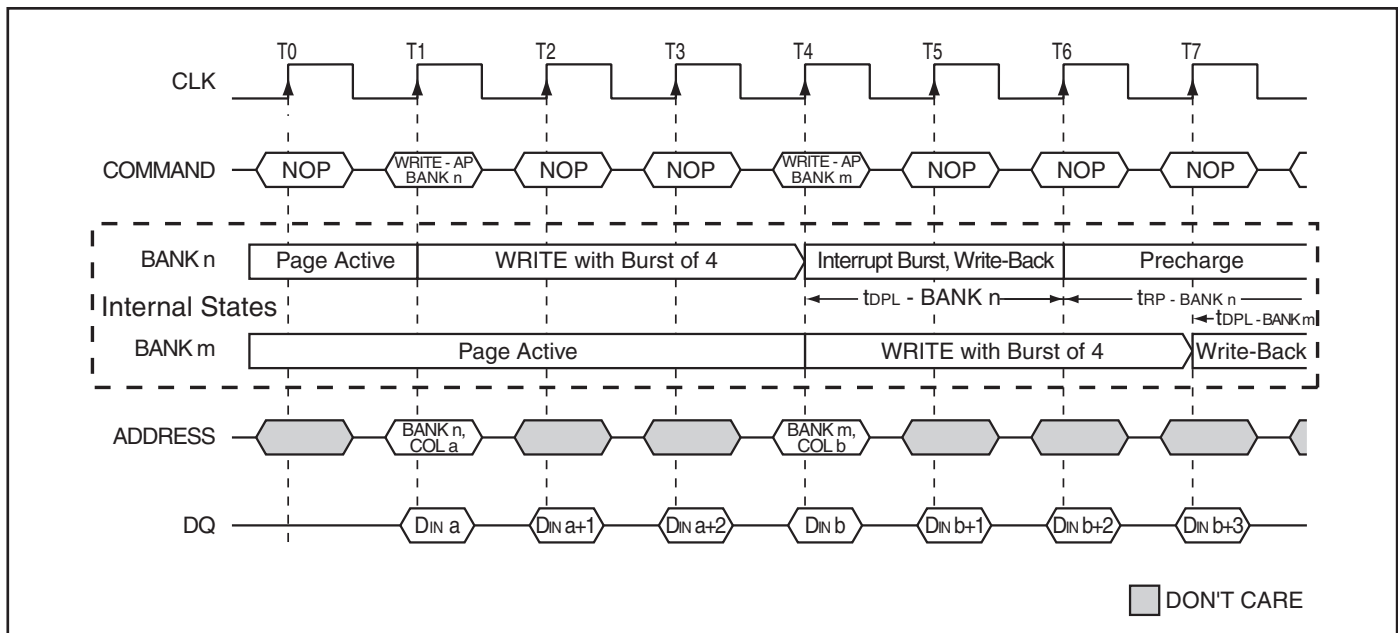 T0 T1 T2 T3 T4 T5 T6 T7
CLK
COMMAND NOP WRITE - AP BANK n NOP NOP WRITE - AP BANK m NOP NOP NOP
BANK n Page Active WRITE with Burst of 4 Interrupt Burst, Write-Back Precharge
tDPL - BANK n tRP - BANK n
Internal States
tDPL - BANK m
BANK m Page Active WRITE with Burst of 4 Write-Back
ADDRESS BANK n, COL a BANK m, COL b
DQ DIN a DIN a+1 DIN a+2 DIN b DIN b+1 DIN b+2 DIN b+3
DON'T CARE